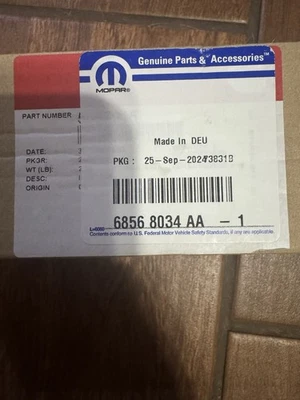 Genuine Parts & Accessories™
MOPAR®
PART NUMBER
Made In DEU
DATE:
PKGR: PKG : 25-Sep-2024
WT (LB):
DESC:
ORIGIN
6856 8034 AA - 1
Contents conform to U.S. Federal Motor Vehicle Safety Standards, if any are applicable.